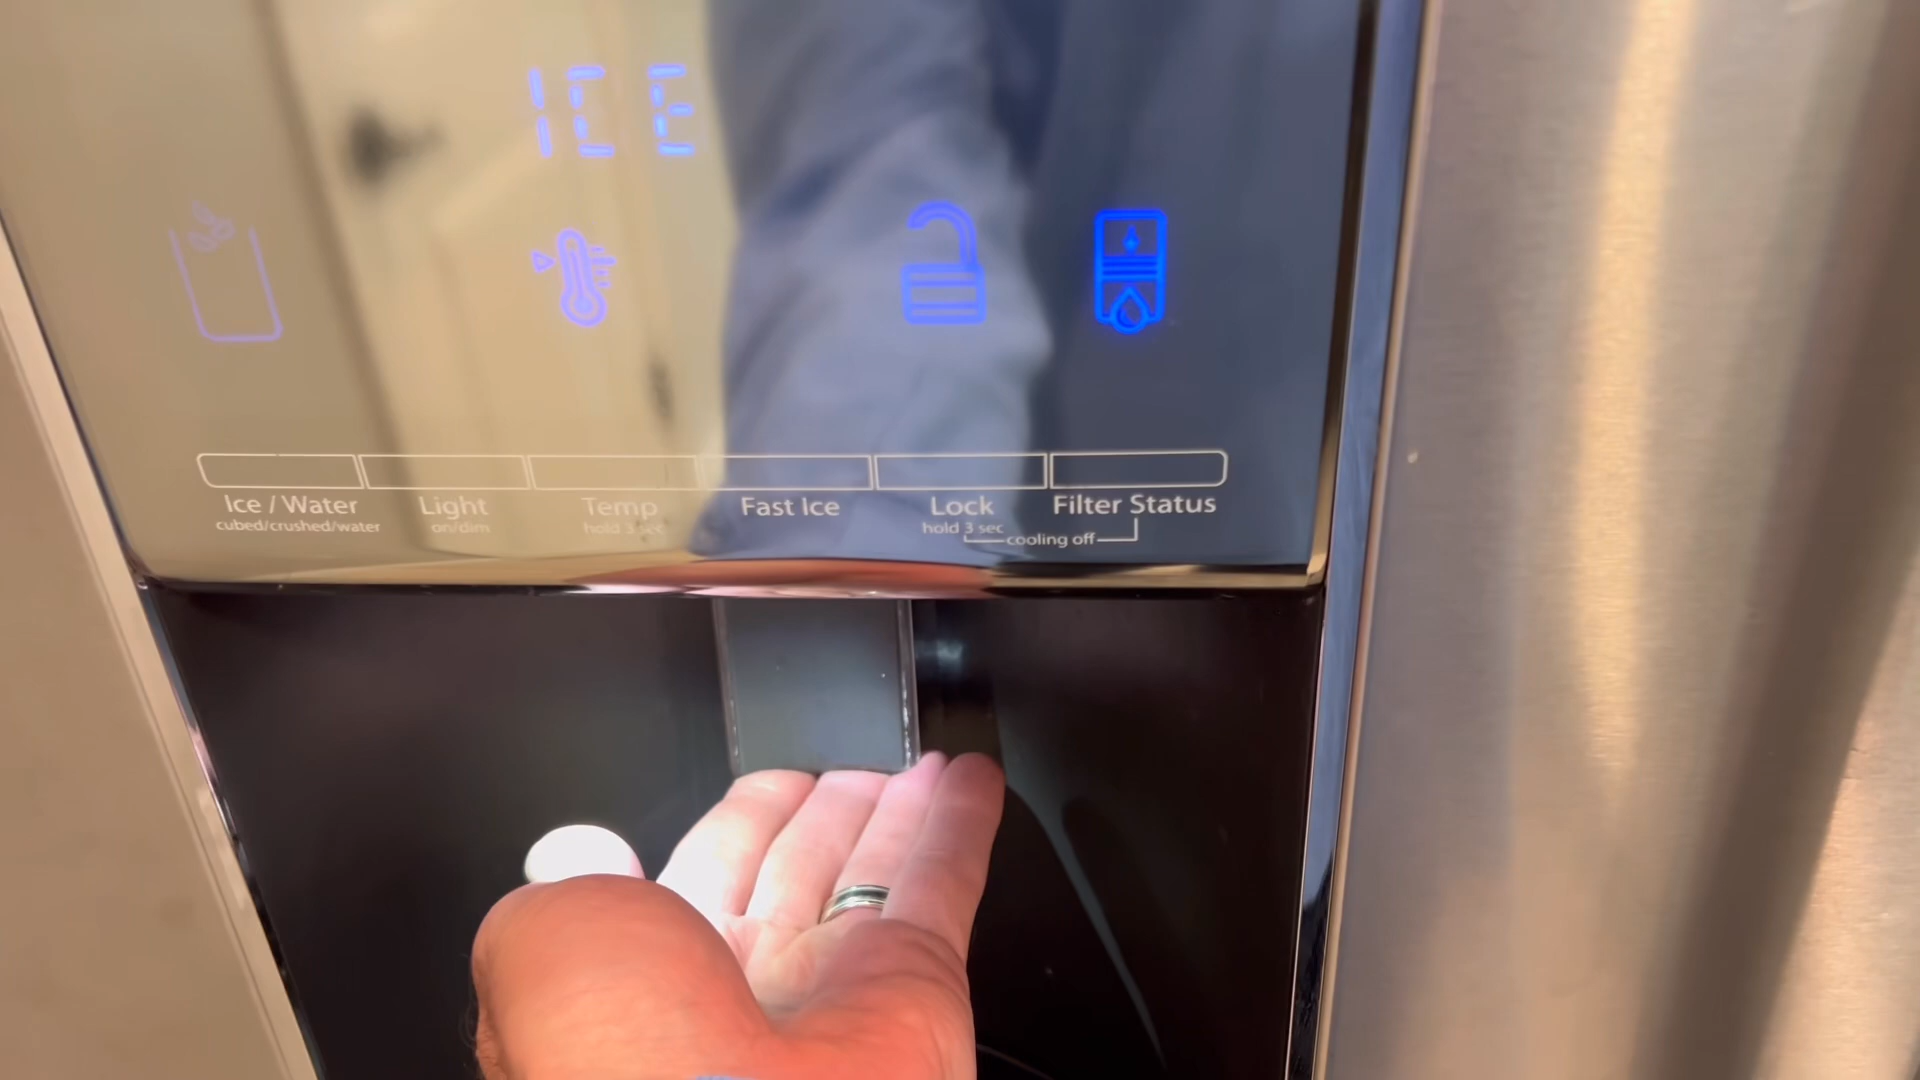 ICE
Ice / Water
cubed/crushed/water
Light
on/dim
Temp
hold 3 sec
Fast Ice
Lock
hold 3 sec
Filter Status
cooling off